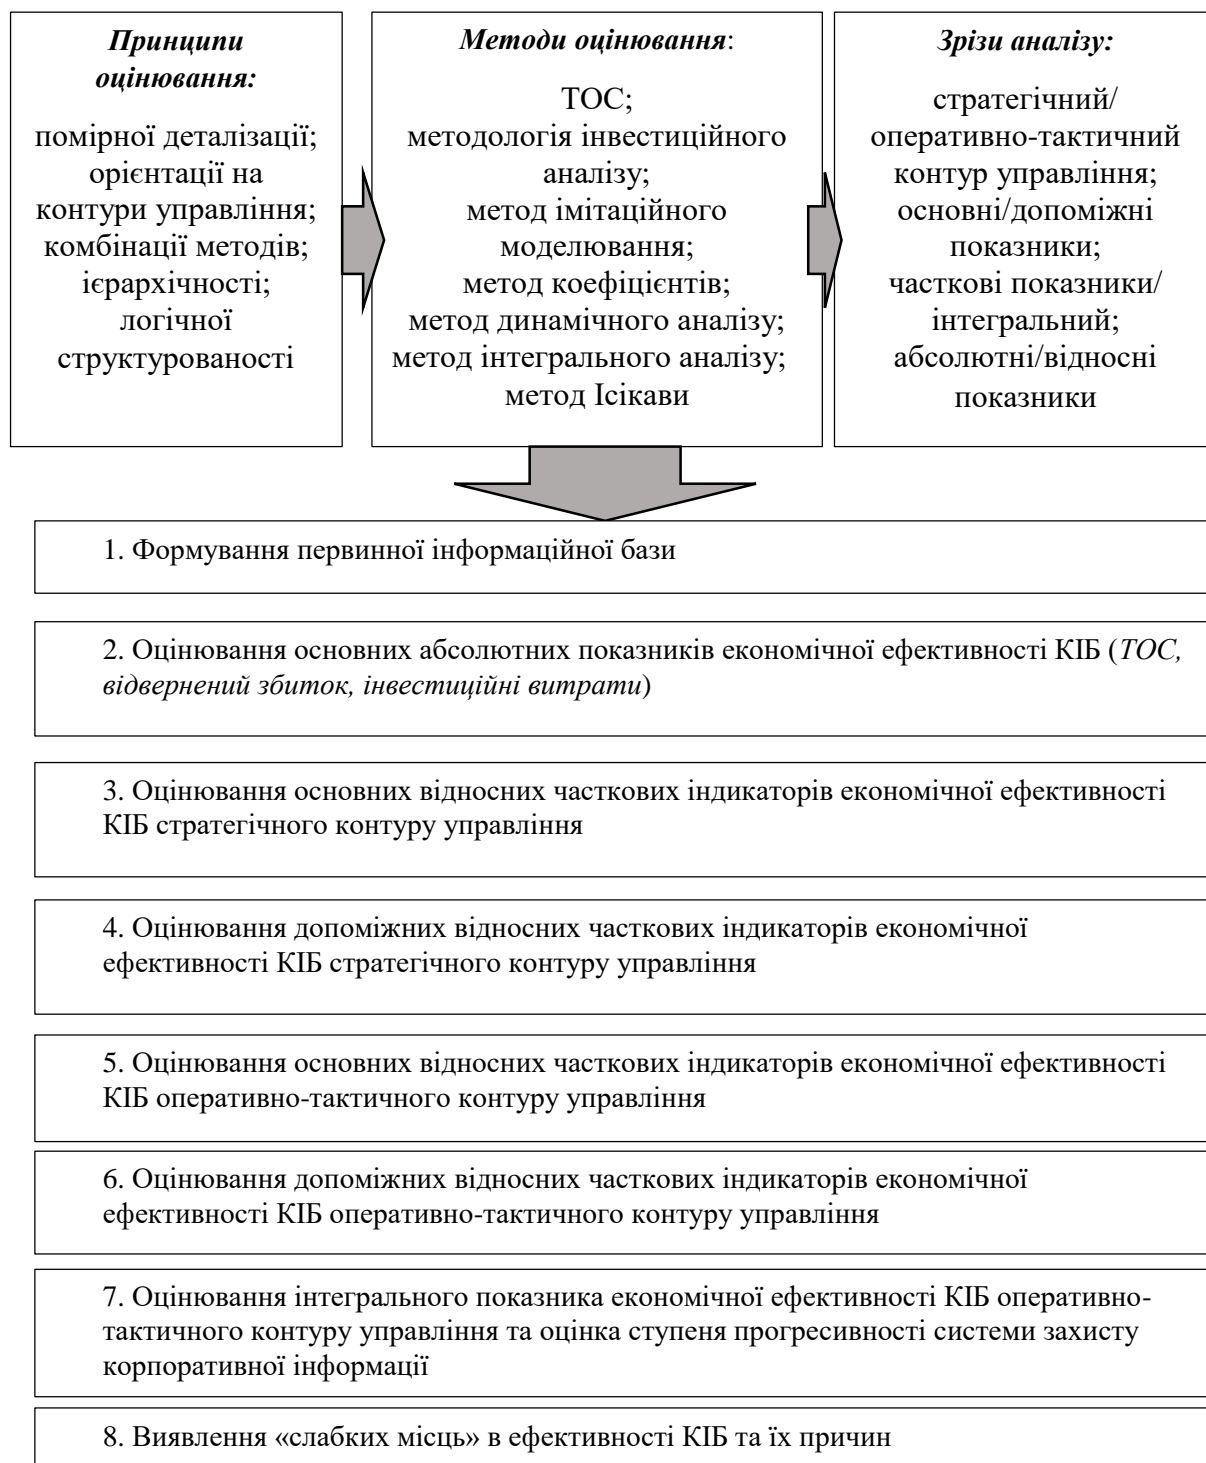 Принципи
оцінювання:
помірної деталізації;
орієнтації на
контури управління;
комбінації методів;
ієрархічності;
логічної
структурованості
Методи оцінювання:
ТОС;
методологія інвестиційного
аналізу;
метод імітаційного
моделювання;
метод коефіцієнтів;
метод динамічного аналізу;
метод інтегрального аналізу;
метод Ісікави
Зрізи аналізу:
стратегічний/
оперативно-тактичний
контур управління;
основні/допоміжні
показники;
часткові показники/
інтегральний;
абсолютні/відносні
показники
1. Формування первинної інформаційної бази
2. Оцінювання основних абсолютних показників економічної ефективності КІБ (ТОС,
відвернений збиток, інвестиційні витрати)
3. Оцінювання основних відносних часткових індикаторів економічної ефективності
КІБ стратегічного контуру управління
4. Оцінювання допоміжних відносних часткових індикаторів економічної
ефективності КІБ стратегічного контуру управління
5. Оцінювання основних відносних часткових індикаторів економічної ефективності
КІБ оперативно-тактичного контуру управління
6. Оцінювання допоміжних відносних часткових індикаторів економічної
ефективності КІБ оперативно-тактичного контуру управління
7. Оцінювання інтегрального показника економічної ефективності КІБ оперативно-
тактичного контуру управління та оцінка ступеня прогресивності системи захисту
корпоративної інформації
8. Виявлення «слабких місць» в ефективності КІБ та їх причин